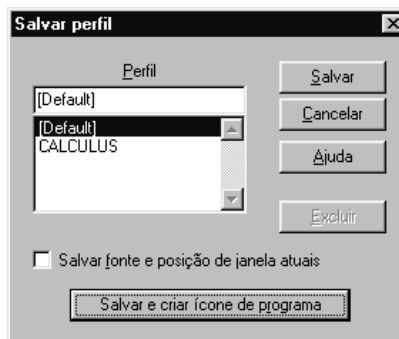 Salvar perfil
Perfil
[Default]
[Default]
CALCULUS
Salvar
Cancelar
Ajuda
Excluir
Salvar fonte e posição de janela atuais
Salvar e criar ícone de programa